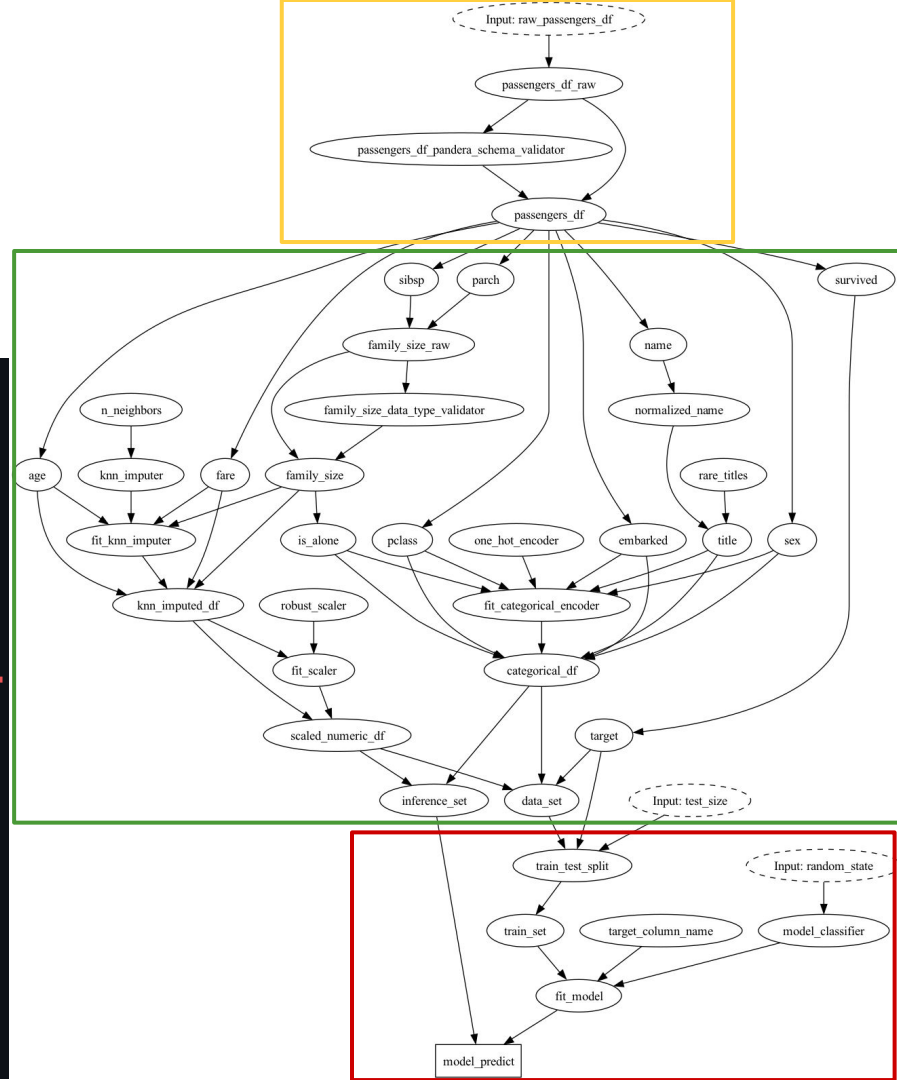 Input: raw_passengers_df
passengers_df_raw
passengers_df_pandera_schema_validator
passengers_df
sibsp
parch
survived
family_size_raw
name
n_neighbors
family_size_data_type_validator
normalized_name
age
knn_imputer
fare
family_size
rare_titles
fit_knn_imputer
is_alone
pclass
one_hot_encoder
embarked
title
sex
knn_imputed_df
robust_scaler
fit_categorical_encoder
fit_scaler
categorical_df
scaled_numeric_df
target
inference_set
data_set
Input: test_size
train_test_split
Input: random_state
train_set
target_column_name
model_classifier
fit_model
model_predict